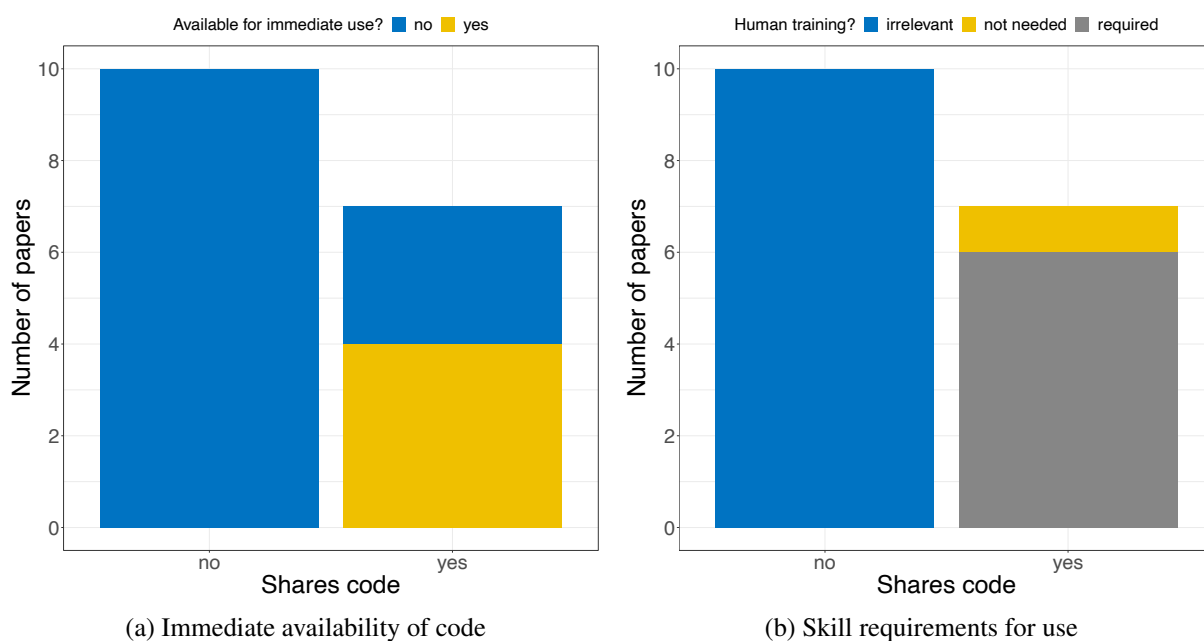 Available for immediate use? no yes
Number of papers
10
8
6
4
2
0
no yes
Shares code
(a) Immediate availability of code
Human training? irrelevant not needed required
Number of papers
10
8
6
4
2
0
no yes
Shares code
(b) Skill requirements for use